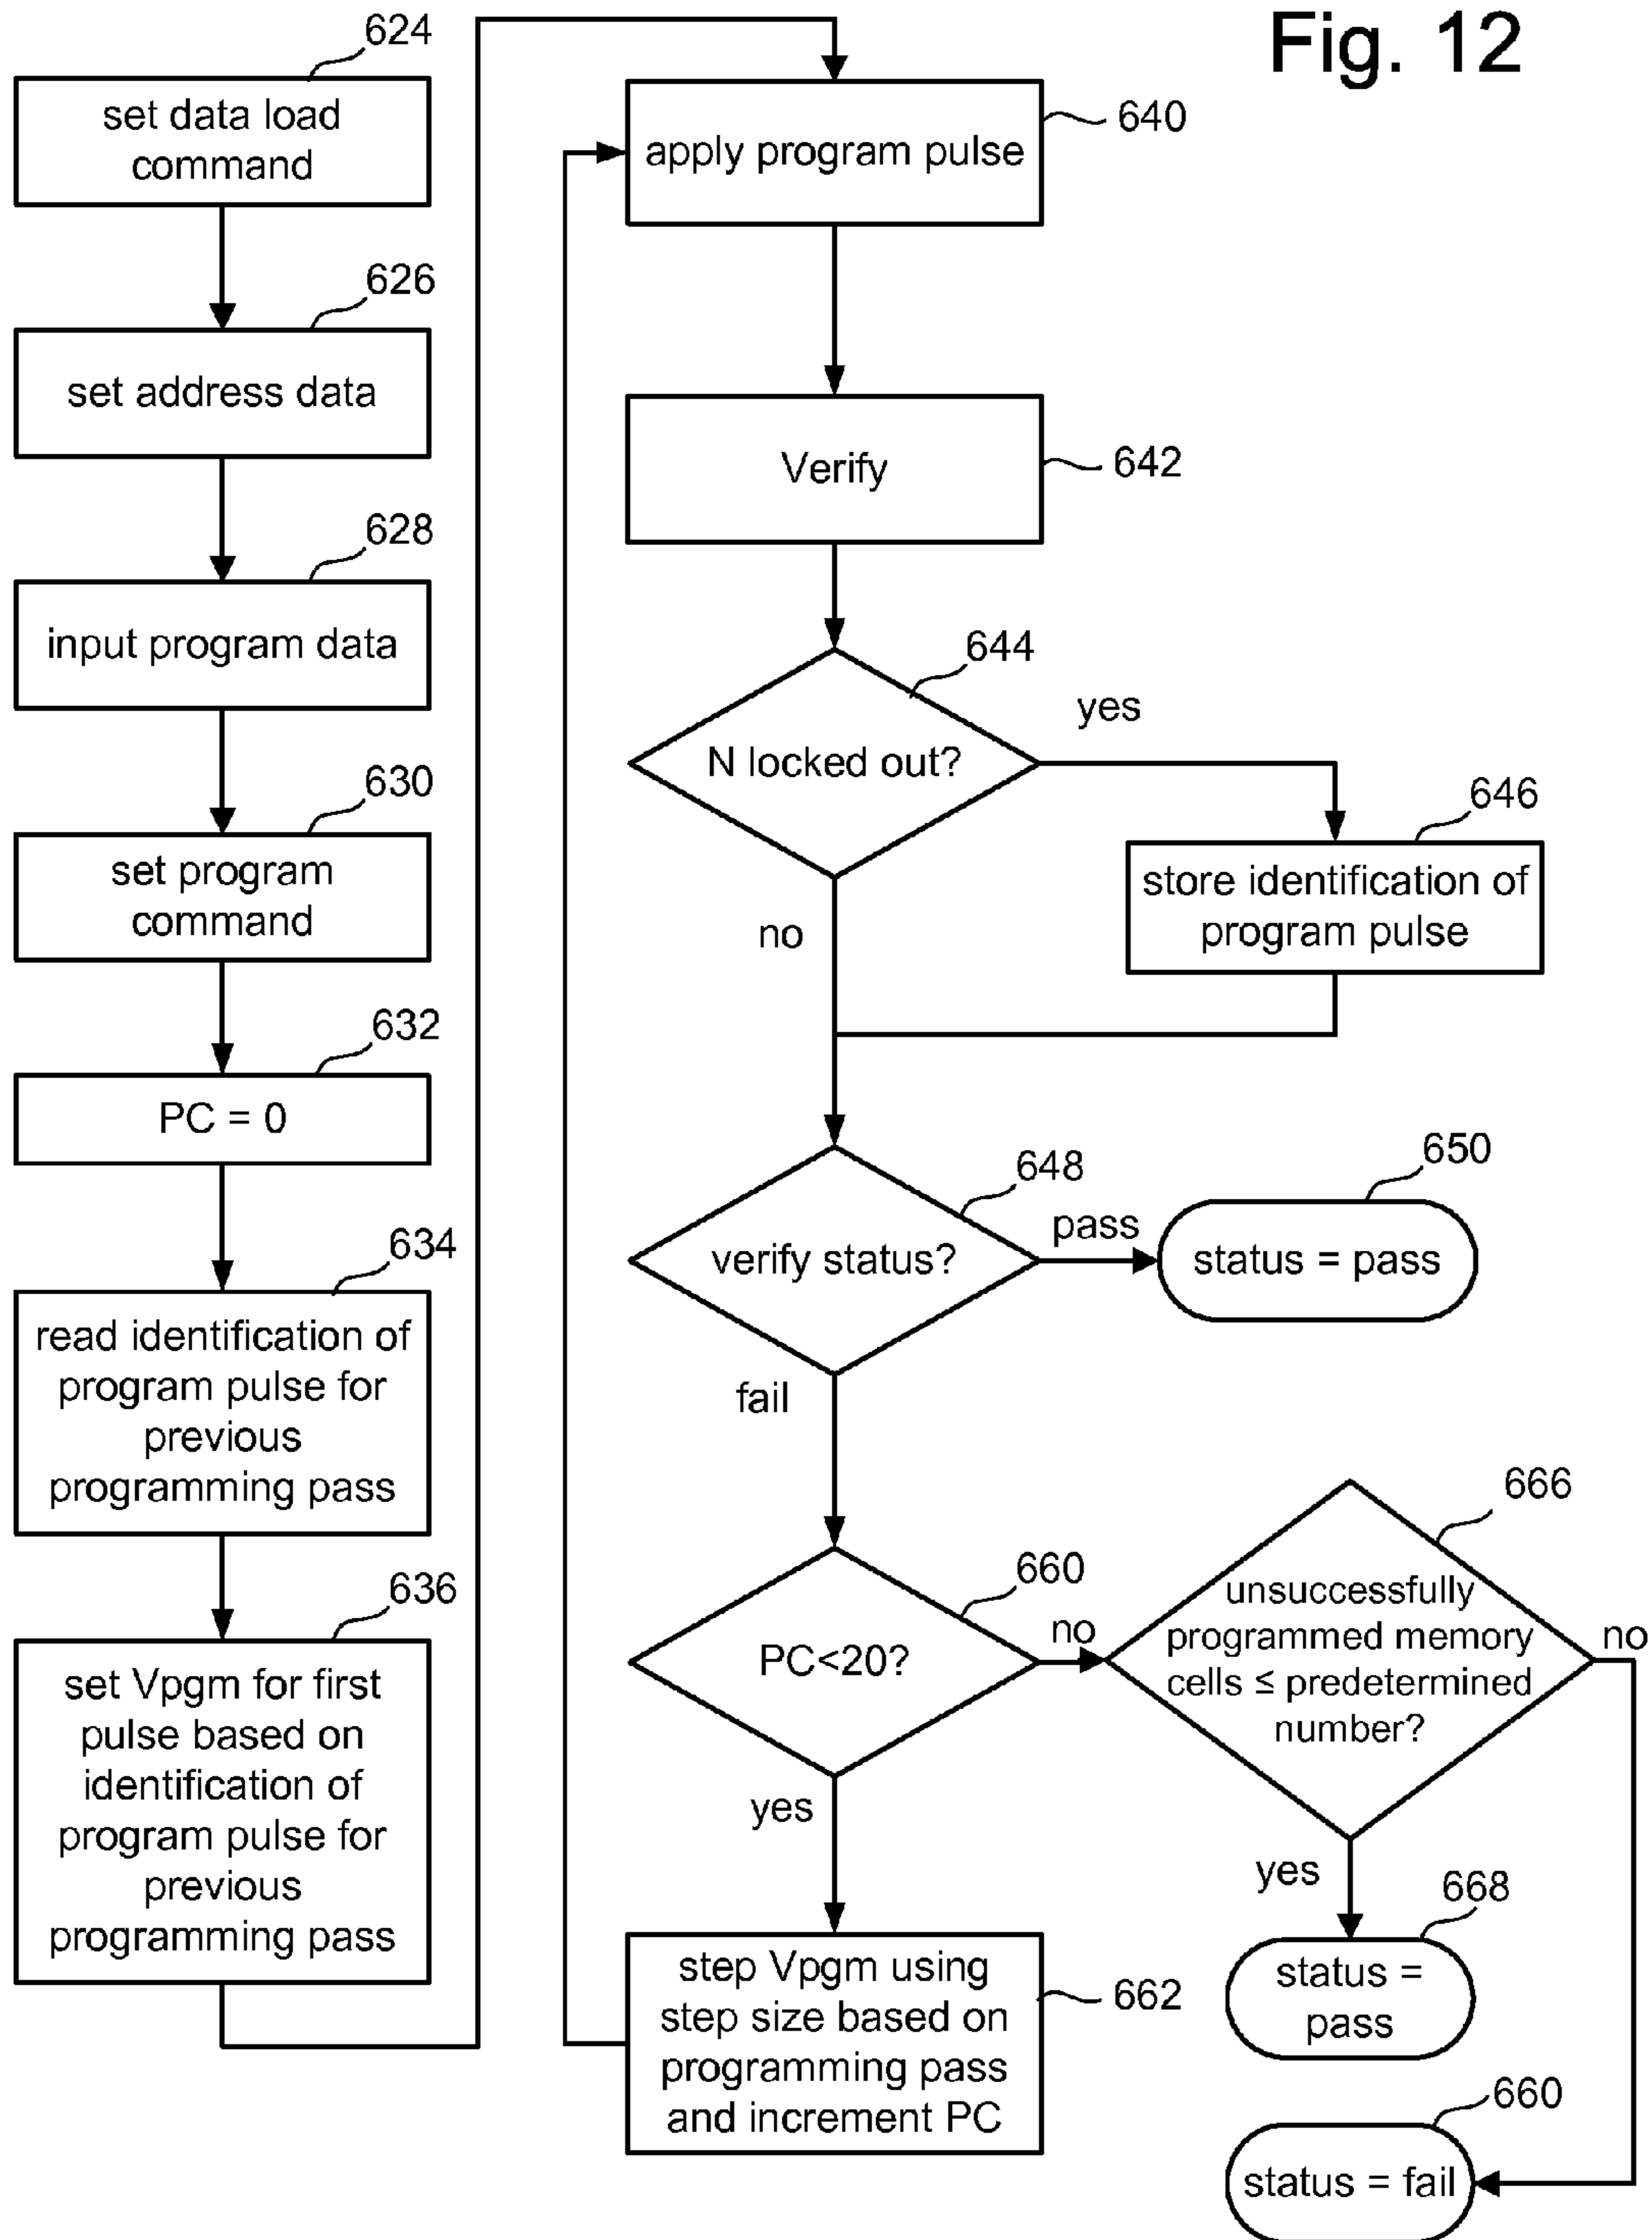 Fig. 12
624
set data load
command
626
set address data
628
input program data
630
set program
command
632
PC = 0
634
read identification of
program pulse for
previous
programming pass
636
set Vpgm for first
pulse based on
identification of
program pulse for
previous
programming pass
640
apply program pulse
642
Verify
644
N locked out?
yes
no
646
store identification of
program pulse
648
verify status?
pass
fail
650
status = pass
660
PC<20?
no
yes
666
unsuccessfully
programmed memory
cells ≤ predetermined
number?
no
yes
662
step Vpgm using
step size based on
programming pass
and increment PC
668
status =
pass
660
status = fail